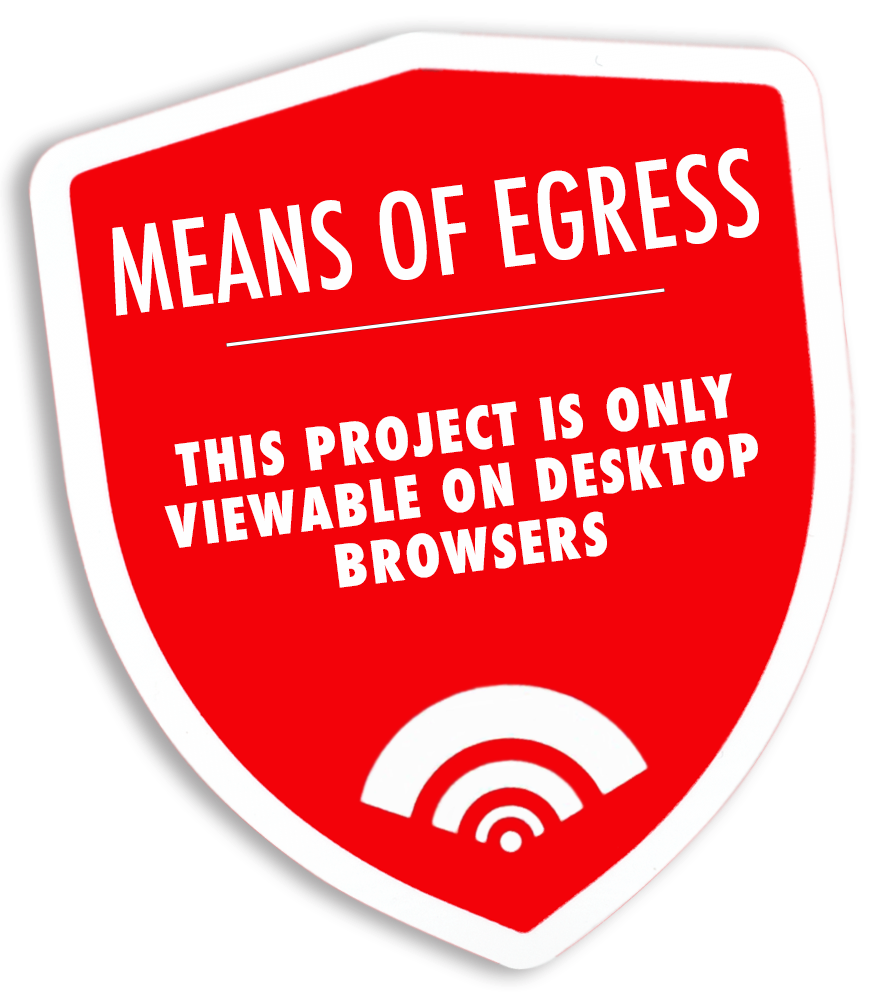 MEANS OF EGRESS
THIS PROJECT IS ONLY
VIEWABLE ON DESKTOP
BROWSERS